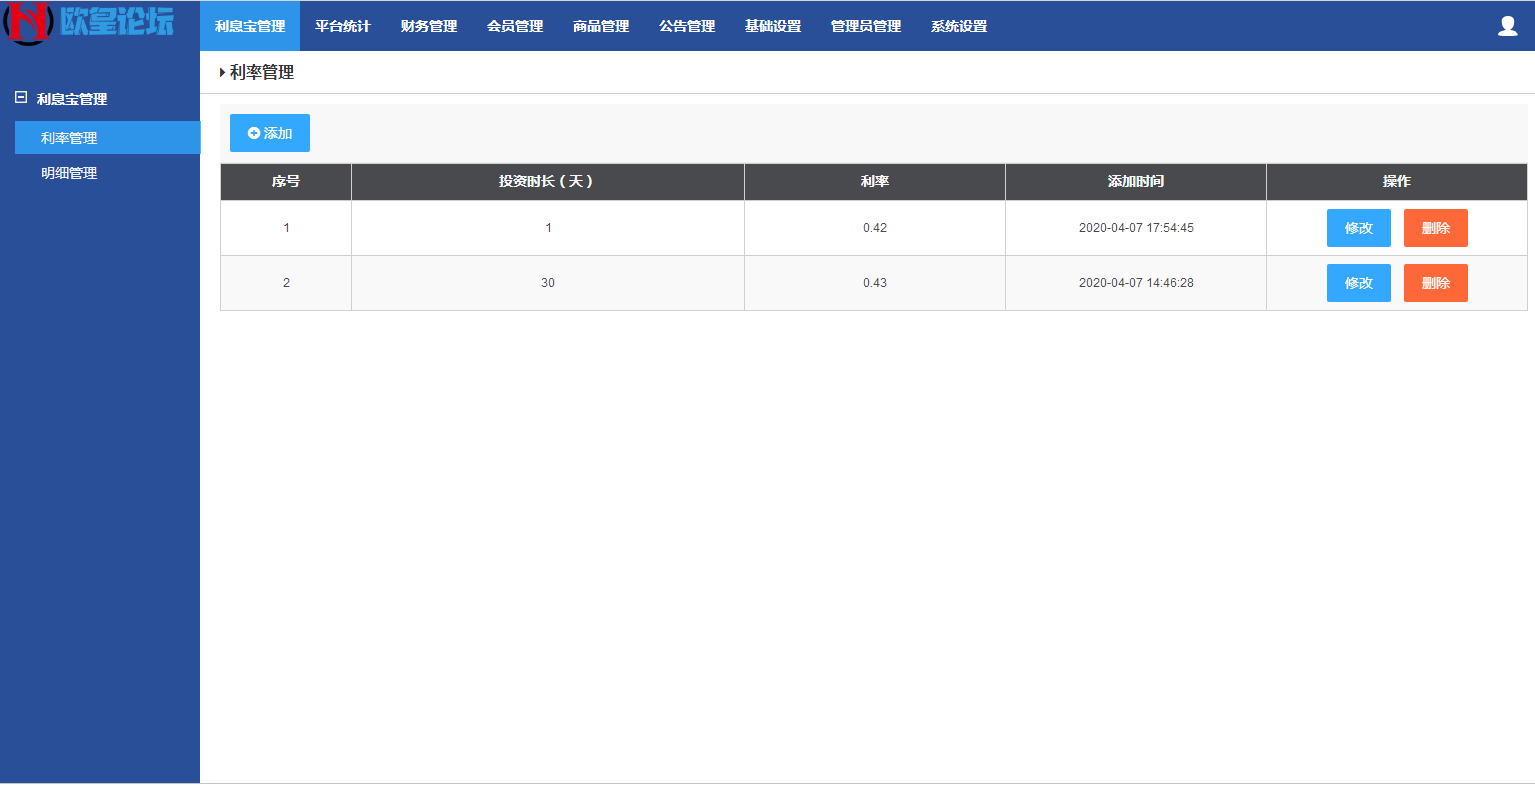 欧皇论坛
利息宝管理 平台统计 财务管理 会员管理 商品管理 公告管理 基础设置 管理员管理 系统设置
利息宝管理
利率管理
明细管理
利率管理
添加
序号 投资时长（天） 利率 添加时间 操作
1 1 0.42 2020-04-07 17:54:45 修改 删除
2 30 0.43 2020-04-07 14:46:28 修改 删除